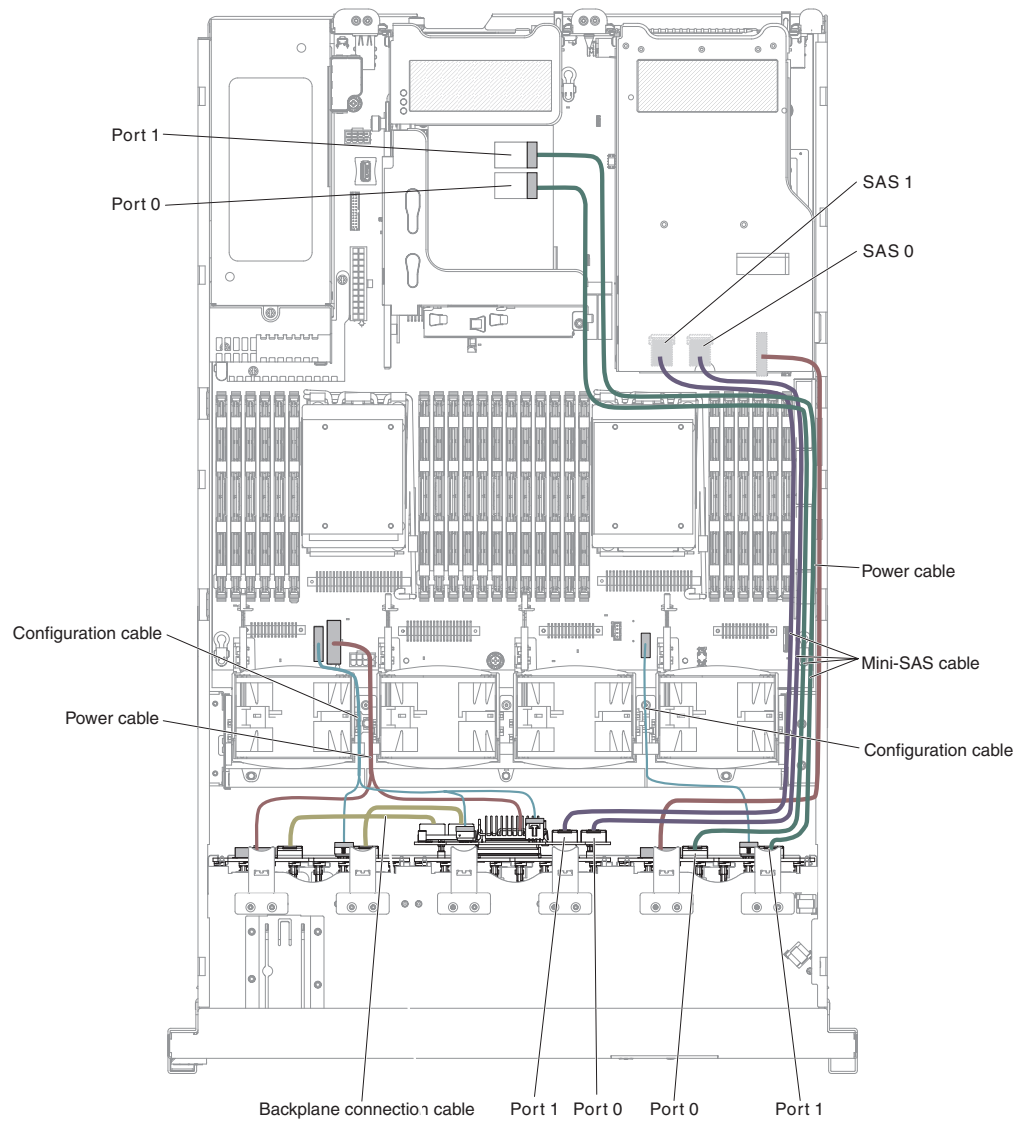 Port 1
Port 0
SAS 1
SAS 0
Power cable
Configuration cable
Mini-SAS cable
Power cable
Configuration cable
Backplane connection cable
Port 1
Port 0
Port 0
Port 1